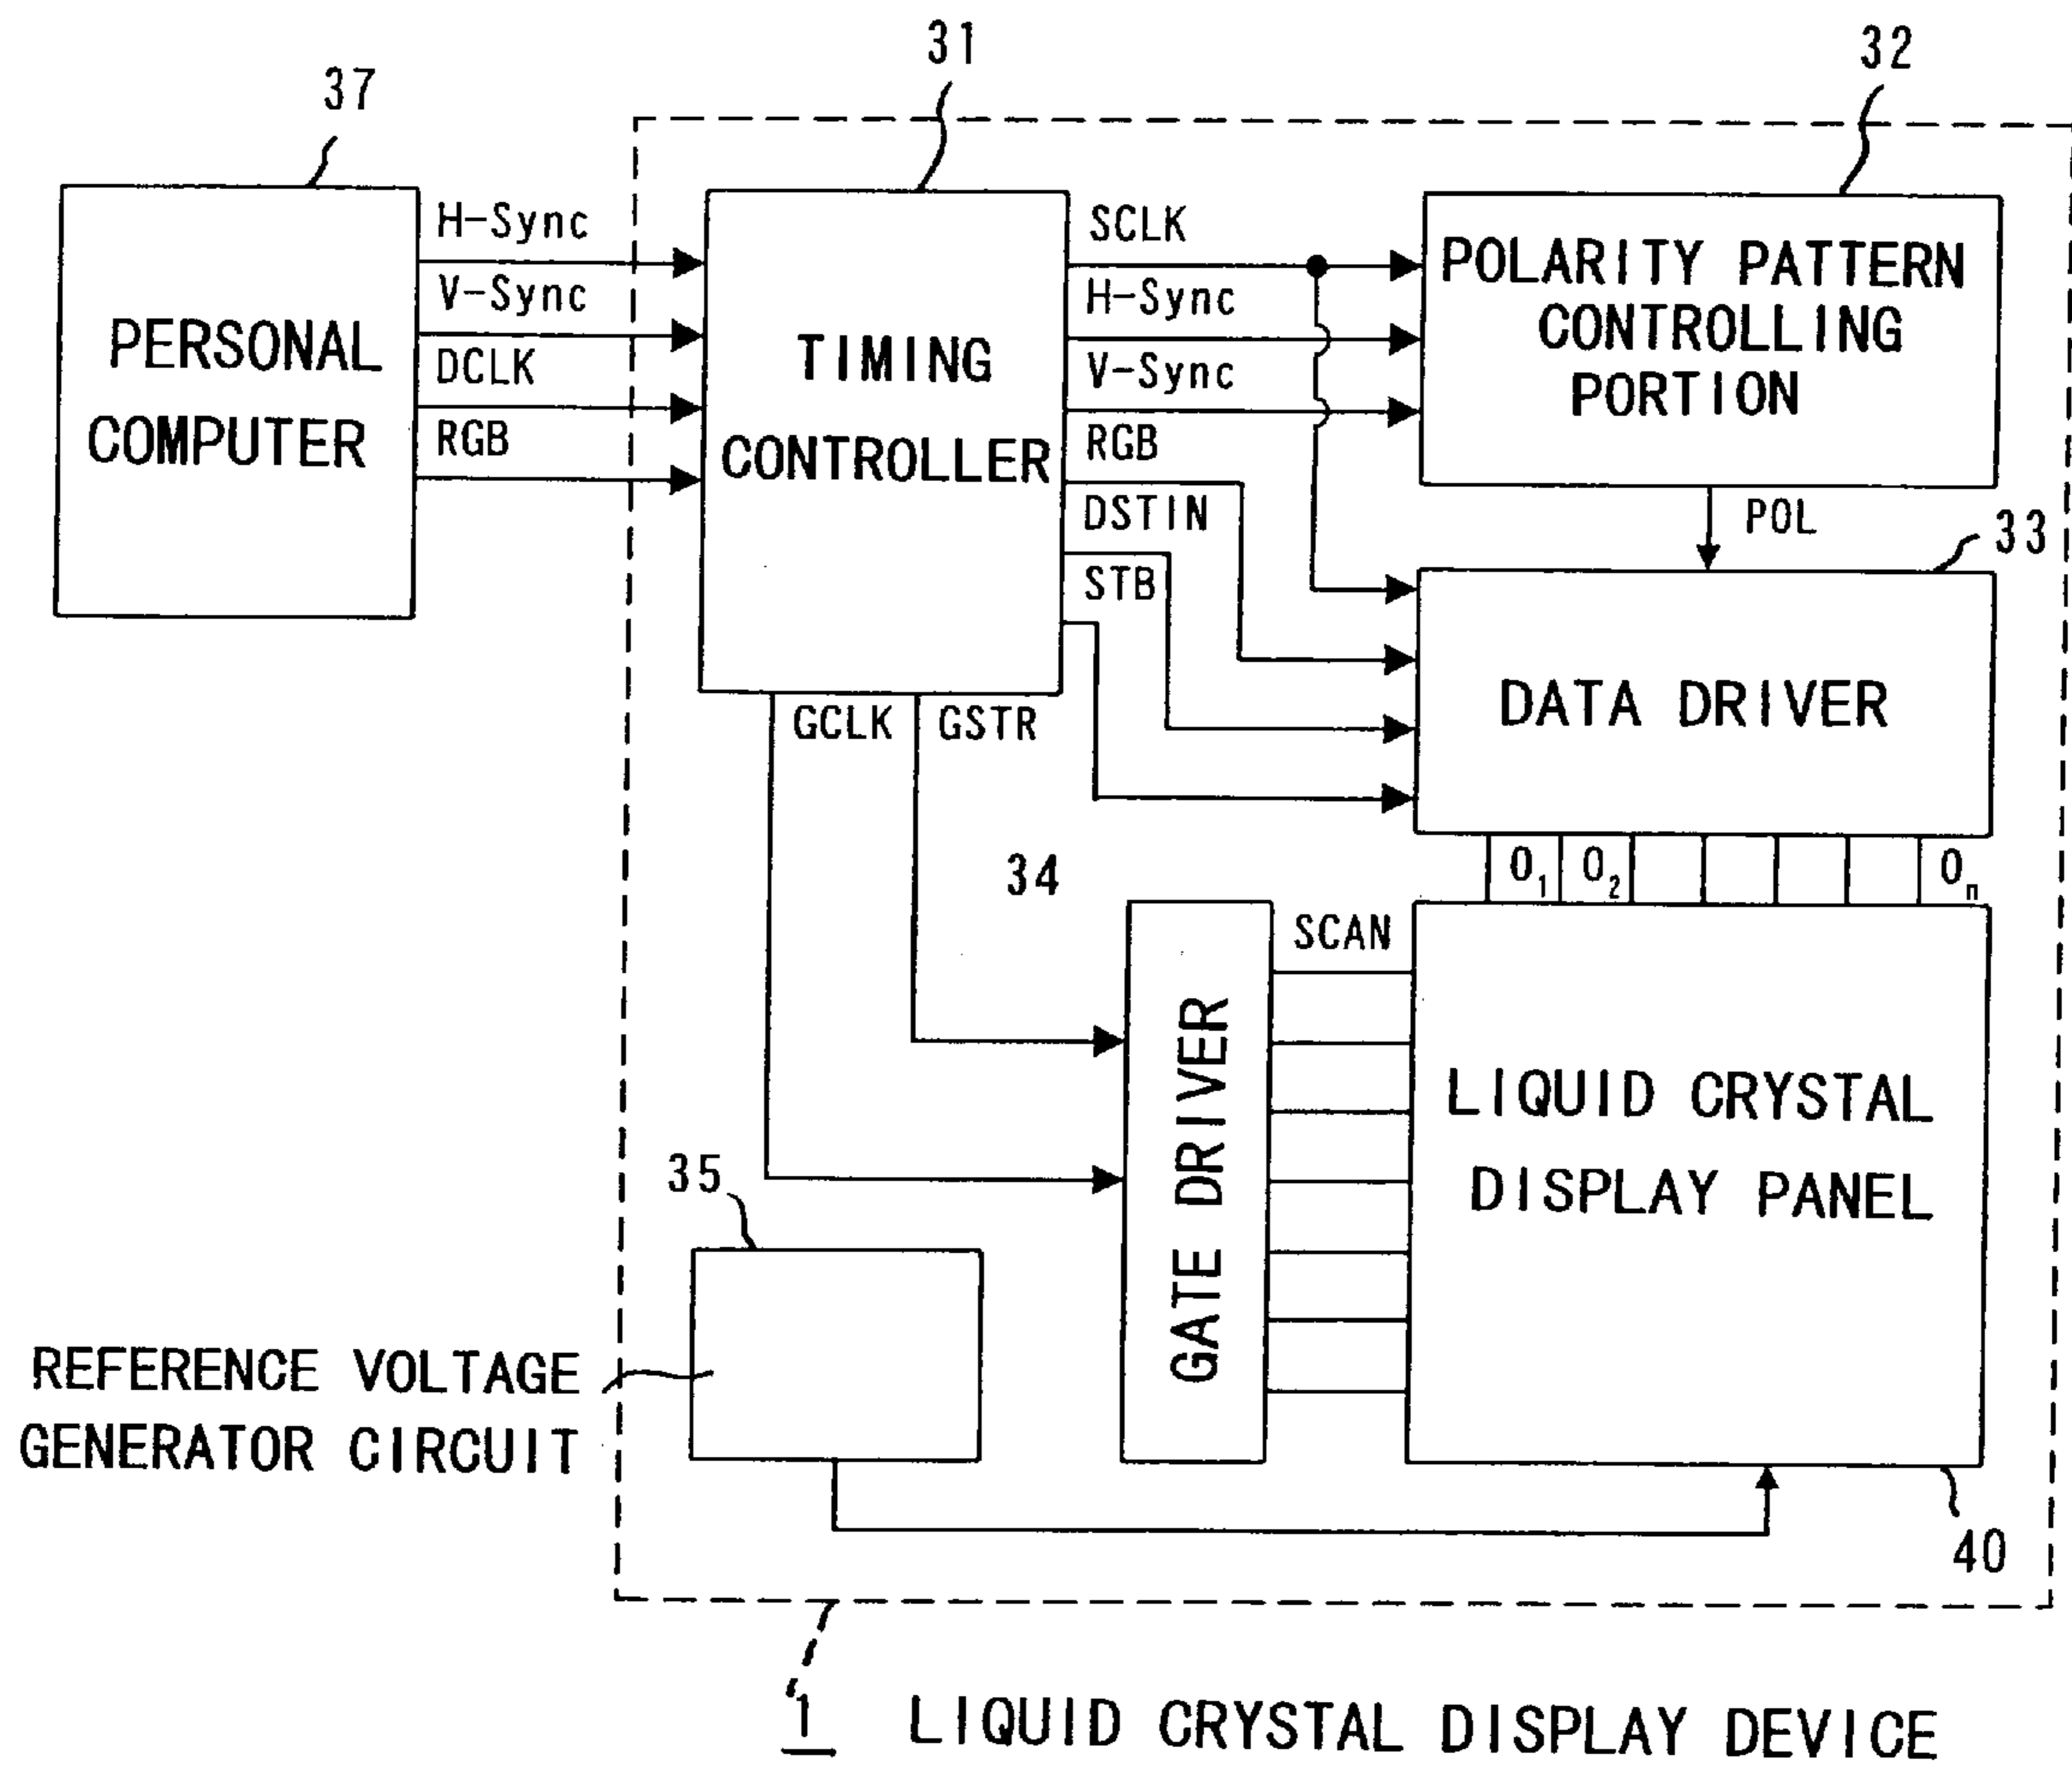 37
31
32
PERSONAL
COMPUTER
H-Sync
V-Sync
DCLK
RGB
TIMING
CONTROLLER
SCLK
H-Sync
V-Sync
RGB
DSTIN
STB
POLARITY PATTERN
CONTROLLING
PORTION
POL
33
DATA DRIVER
GCLK
GSTR
34
O1
O2
On
SCAN
GATE DRIVER
LIQUID CRYSTAL
DISPLAY PANEL
35
REFERENCE VOLTAGE
GENERATOR CIRCUIT
40
1 LIQUID CRYSTAL DISPLAY DEVICE